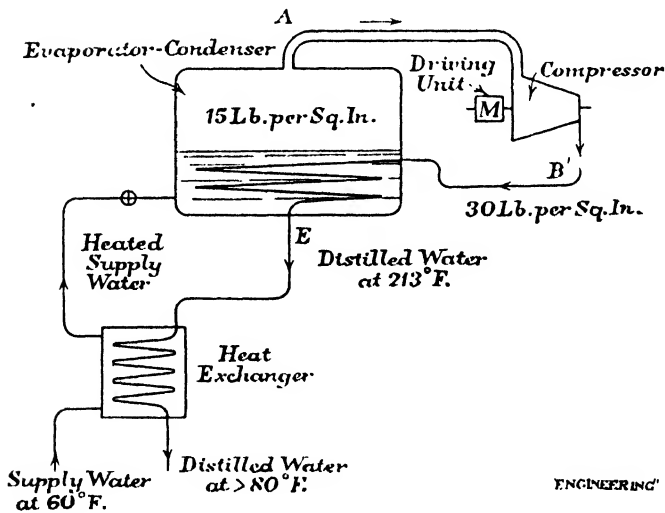 A
Evaporator-Condenser
Driving
Unit
Compressor
M
15 Lb. per Sq. In.
B'
30 Lb. per Sq. In.
E
Heated
Supply
Water
Distilled Water
at 213°F.
Heat
Exchanger
Supply Water
at 60°F.
Distilled Water
at > 80°F.
"ENGINEERING"